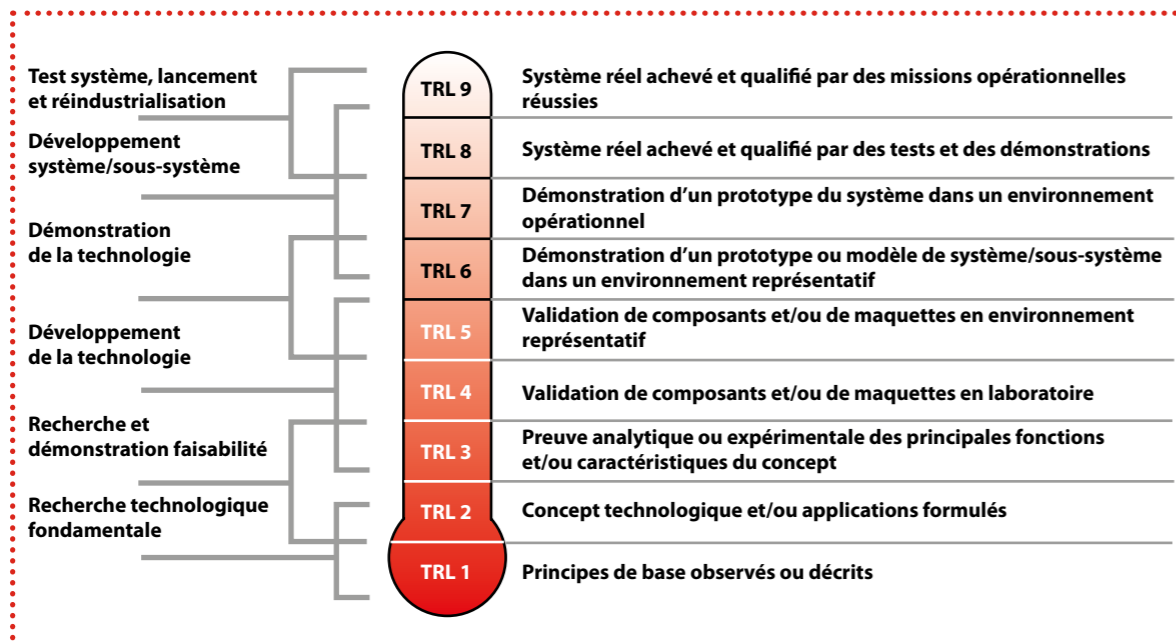 Test système, lancement
et réindustrialisation
Développement
système/sous-système
Démonstration
de la technologie
Développement
de la technologie
Recherche et
démonstration faisabilité
Recherche technologique
fondamentale
TRL 9
Système réel achevé et qualifié par des missions opérationnelles
réussies
TRL 8
Système réel achevé et qualifié par des tests et des démonstrations
TRL 7
Démonstration d’un prototype du système dans un environnement
opérationnel
TRL 6
Démonstration d’un prototype ou modèle de système/sous-système
dans un environnement représentatif
TRL 5
Validation de composants et/ou de maquettes en environnement
représentatif
TRL 4
Validation de composants et/ou de maquettes en laboratoire
TRL 3
Preuve analytique ou expérimentale des principales fonctions
et/ou caractéristiques du concept
TRL 2
Concept technologique et/ou applications formulés
TRL 1
Principes de base observés ou décrits